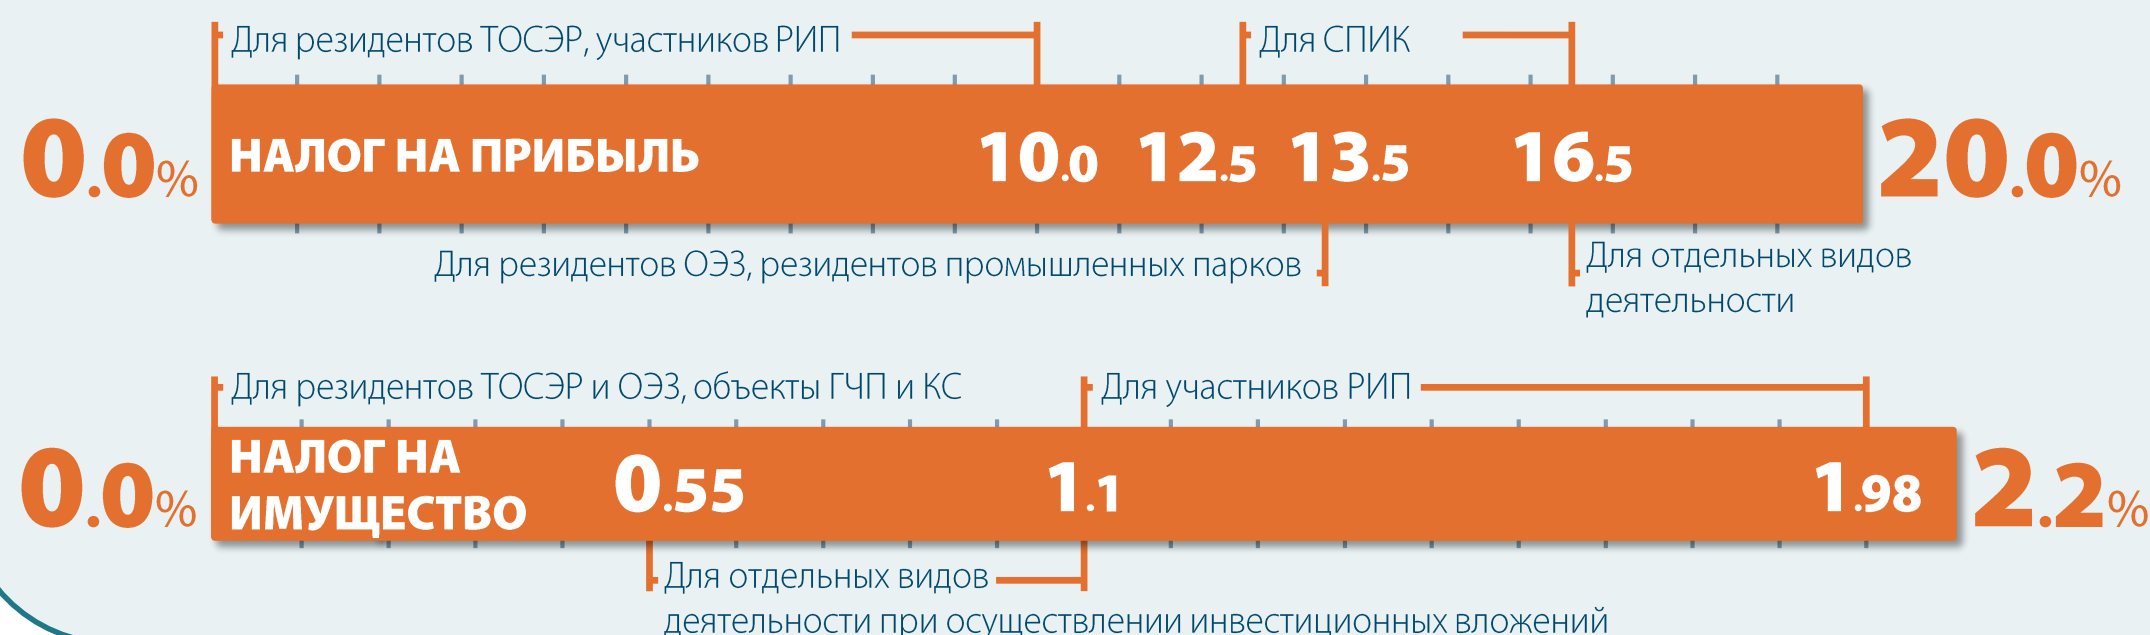 Для резидентов ТОСЭР, участников РИП
Для СПИК
0.0%
НАЛОГ НА ПРИБЫЛЬ
10.0
12.5
13.5
16.5
20.0%
Для резидентов ОЭЗ, резидентов промышленных парков
Для отдельных видов
деятельности
Для резидентов ТОСЭР и ОЭЗ, объекты ГЧП и КС
Для участников РИП
0.0%
НАЛОГ НА
ИМУЩЕСТВО
0.55
1.1
1.98
2.2%
Для отдельных видов
деятельности при осуществлении инвестиционных вложений